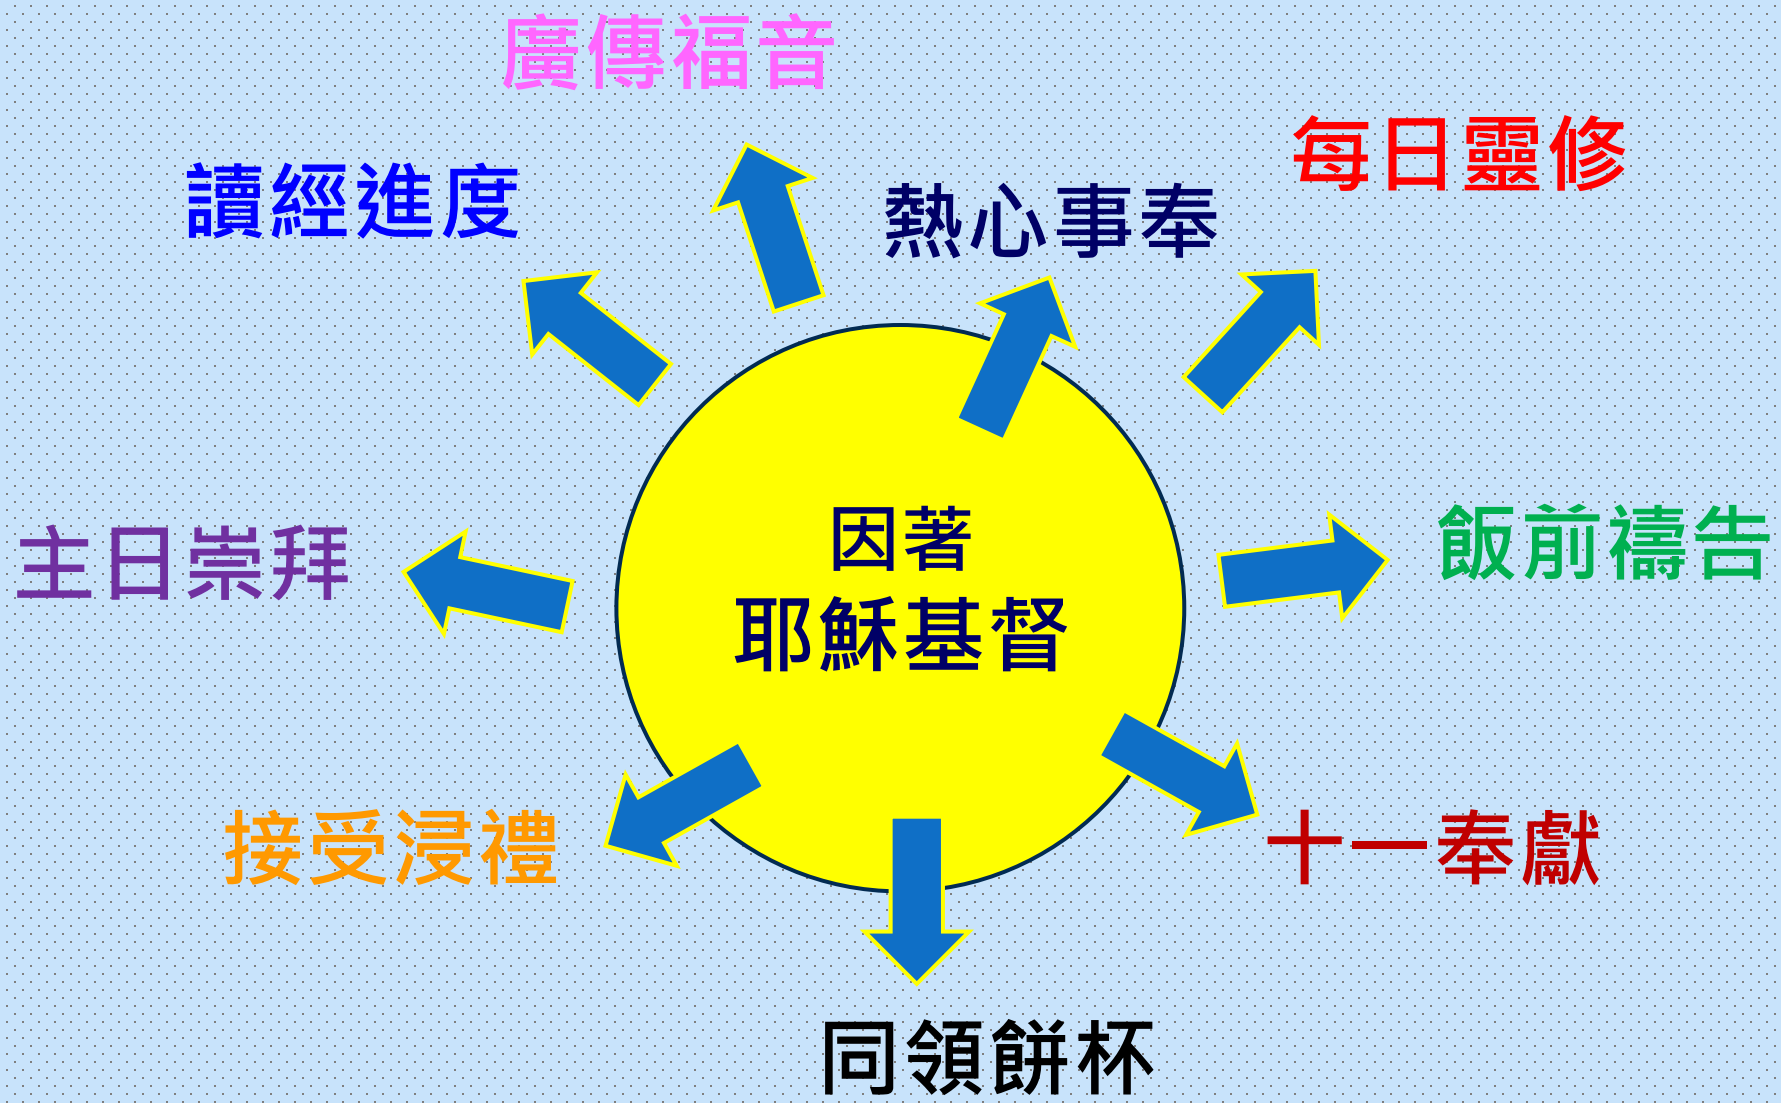 廣傳福音
每日靈修
讀經進度
熱心事奉
因著
耶穌基督
飯前禱告
主日崇拜
接受浸禮
十一奉獻
同領餅杯